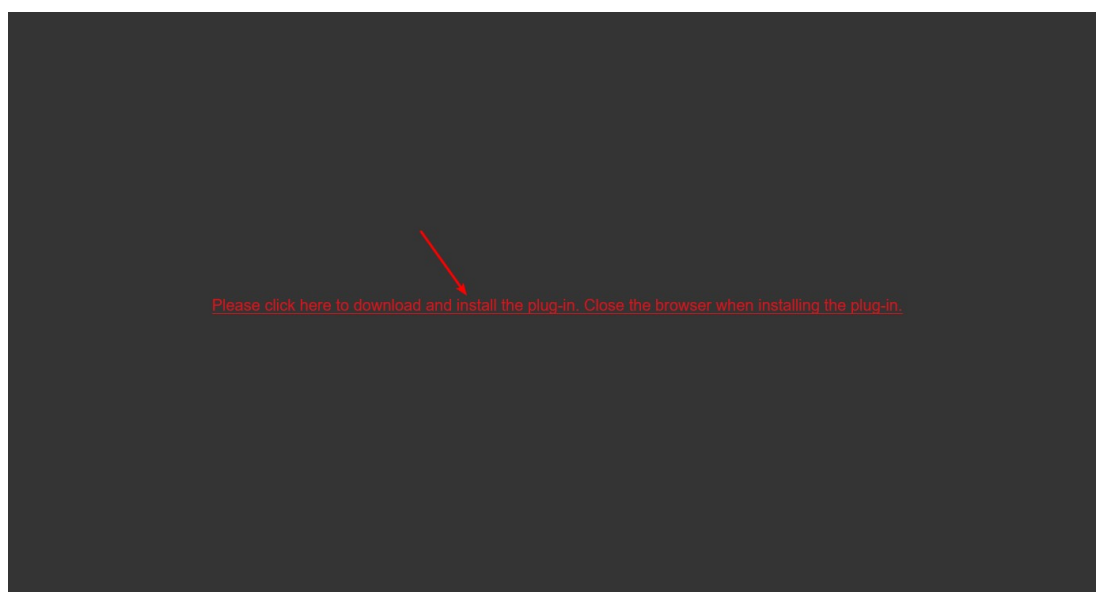 Please click here to download and install the plug-in. Close the browser when installing the plug-in.